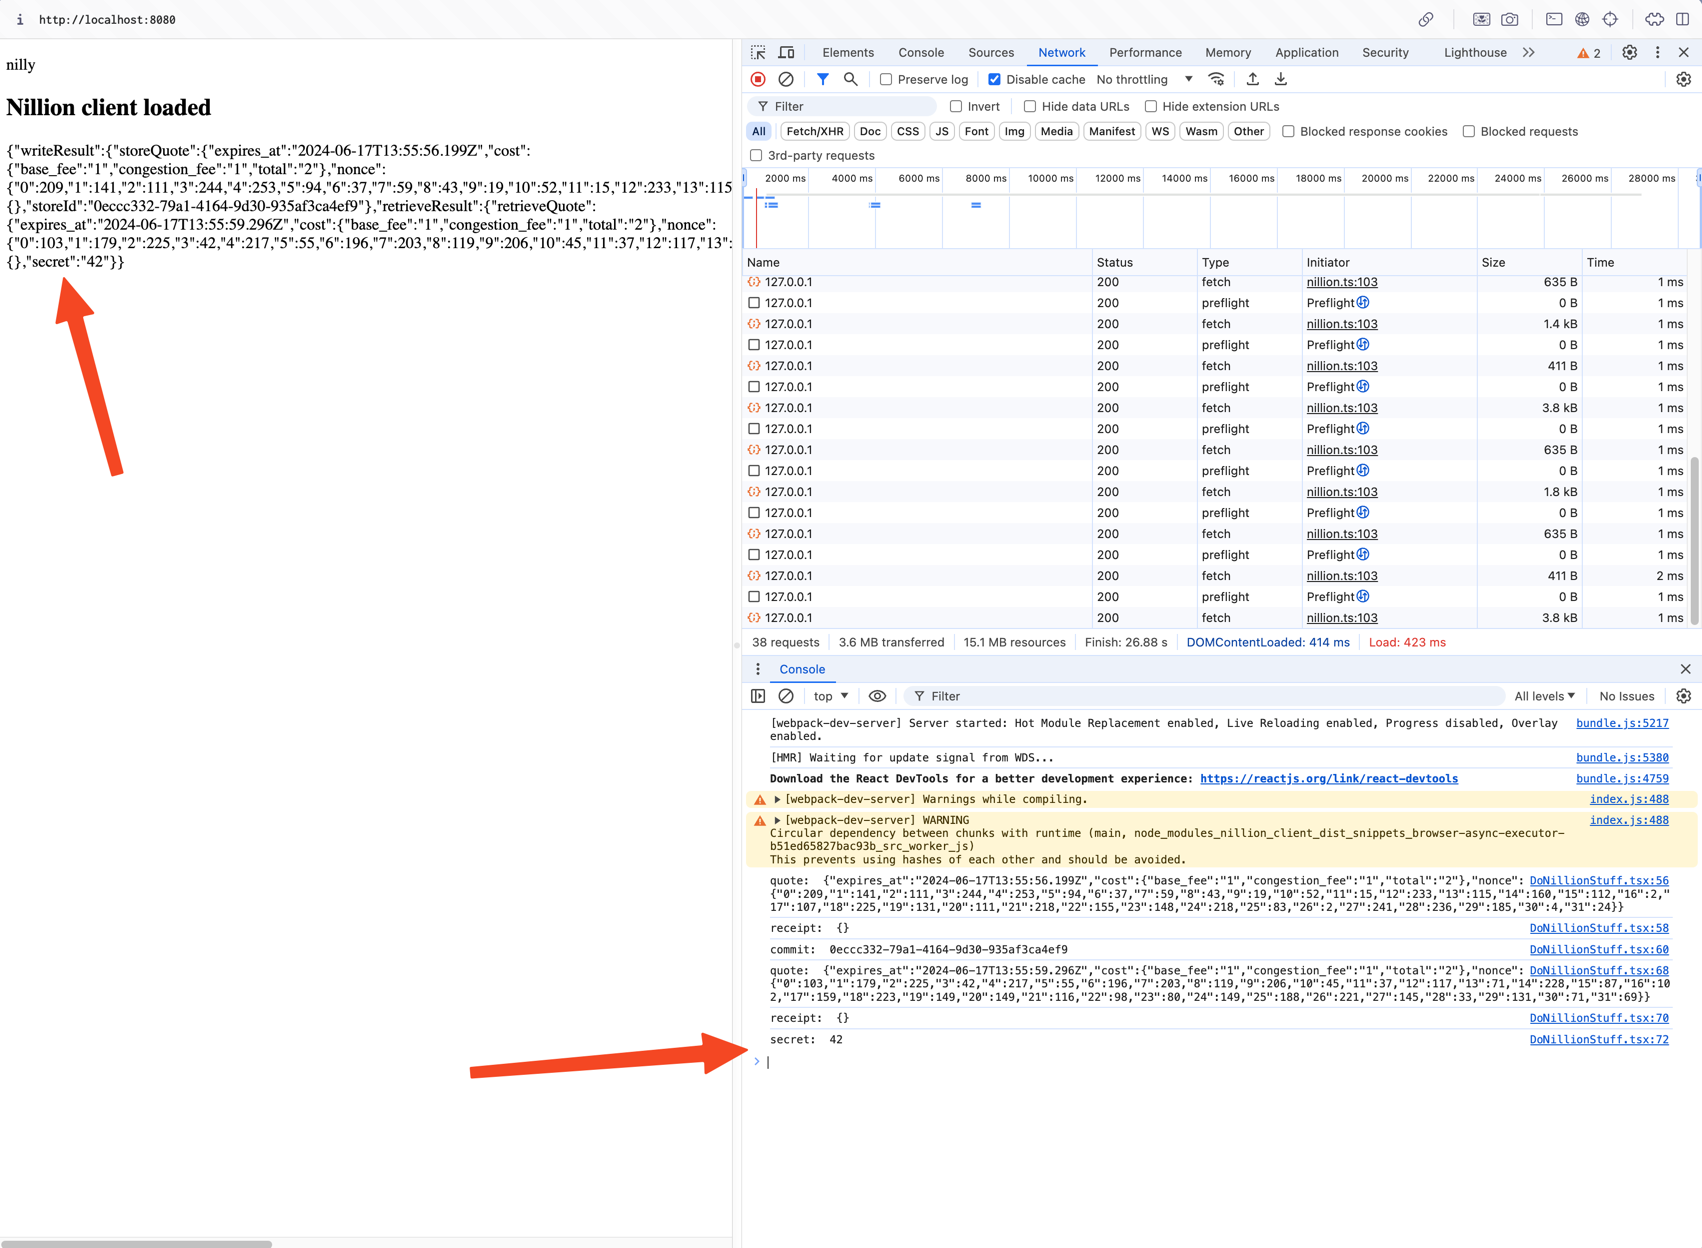 http://localhost:8080
nilly
Nillion client loaded
{"writeResult":{"storeQuote":{"expires_at":"2024-06-17T13:55:56.199Z","cost":
{"base_fee":"1","congestion_fee":"1","total":"2"},"nonce":
{"0":209,"1":141,"2":111,"3":244,"4":253,"5":94,"6":37,"7":59,"8":43,"9":19,"10":52,"11":15,"12":233,"13":115
{},"storeId":"0eccc332-79a1-4164-9d30-935af3ca4ef9"},"retrieveResult":{"retrieveQuote":
{"expires_at":"2024-06-17T13:55:59.296Z","cost":{"base_fee":"1","congestion_fee":"1","total":"2"},"nonce":
{"0":103,"1":179,"2":225,"3":42,"4":217,"5":55,"6":196,"7":203,"8":119,"9":206,"10":45,"11":37,"12":117,"13":
{},"secret":"42"}}
Elements Console Sources Network Performance Memory Application Security Lighthouse 2
Preserve log Disable cache No throttling
Filter Invert Hide data URLs Hide extension URLs
All Fetch/XHR Doc CSS JS Font Img Media Manifest WS Wasm Other Blocked response cookies Blocked requests
3rd-party requests
2000 ms 4000 ms 6000 ms 8000 ms 10000 ms 12000 ms 14000 ms 16000 ms 18000 ms 20000 ms 22000 ms 24000 ms 26000 ms 28000 ms
Name Status Type Initiator Size Time
127.0.0.1 200 fetch nillion.ts:103 635 B 1 ms
127.0.0.1 200 preflight Preflight 0 B 1 ms
127.0.0.1 200 fetch nillion.ts:103 1.4 kB 1 ms
127.0.0.1 200 preflight Preflight 0 B 1 ms
127.0.0.1 200 fetch nillion.ts:103 411 B 1 ms
127.0.0.1 200 preflight Preflight 0 B 1 ms
127.0.0.1 200 fetch nillion.ts:103 3.8 kB 1 ms
127.0.0.1 200 preflight Preflight 0 B 1 ms
127.0.0.1 200 fetch nillion.ts:103 635 B 1 ms
127.0.0.1 200 preflight Preflight 0 B 1 ms
127.0.0.1 200 fetch nillion.ts:103 1.8 kB 1 ms
127.0.0.1 200 preflight Preflight 0 B 1 ms
127.0.0.1 200 fetch nillion.ts:103 635 B 1 ms
127.0.0.1 200 preflight Preflight 0 B 1 ms
127.0.0.1 200 fetch nillion.ts:103 411 B 2 ms
127.0.0.1 200 preflight Preflight 0 B 1 ms
127.0.0.1 200 fetch nillion.ts:103 3.8 kB 1 ms
38 requests 3.6 MB transferred 15.1 MB resources Finish: 26.88 s DOMContentLoaded: 414 ms Load: 423 ms
Console
top Filter All levels No Issues
[webpack-dev-server] Server started: Hot Module Replacement enabled, Live Reloading enabled, Progress disabled, Overlay bundle.js:5217
enabled.
[HMR] Waiting for update signal from WDS... bundle.js:5380
Download the React DevTools for a better development experience: https://reactjs.org/link/react-devtools bundle.js:4759
[webpack-dev-server] Warnings while compiling. index.js:488
[webpack-dev-server] WARNING index.js:488
Circular dependency between chunks with runtime (main, node_modules_nillion_client_dist_snippets_browser-async-executor-
b51ed65827bac93b_src_worker_js)
This prevents using hashes of each other and should be avoided.
quote: {"expires_at":"2024-06-17T13:55:56.199Z","cost":{"base_fee":"1","congestion_fee":"1","total":"2"},"nonce": DoNillionStuff.tsx:56
{"0":209,"1":141,"2":111,"3":244,"4":253,"5":94,"6":37,"7":59,"8":43,"9":19,"10":52,"11":15,"12":233,"13":115,"14":160,"15":112,"16":2,"
17":107,"18":225,"19":131,"20":111,"21":218,"22":155,"23":148,"24":218,"25":83,"26":2,"27":241,"28":236,"29":185,"30":4,"31":24}}
receipt: {} DoNillionStuff.tsx:58
commit: 0eccc332-79a1-4164-9d30-935af3ca4ef9 DoNillionStuff.tsx:60
quote: {"expires_at":"2024-06-17T13:55:59.296Z","cost":{"base_fee":"1","congestion_fee":"1","total":"2"},"nonce": DoNillionStuff.tsx:68
{"0":103,"1":179,"2":225,"3":42,"4":217,"5":55,"6":196,"7":203,"8":119,"9":206,"10":45,"11":37,"12":117,"13":71,"14":228,"15":87,"16":10
2,"17":159,"18":223,"19":149,"20":149,"21":116,"22":98,"23":80,"24":149,"25":188,"26":221,"27":145,"28":33,"29":131,"30":71,"31":69}}
receipt: {} DoNillionStuff.tsx:70
secret: 42 DoNillionStuff.tsx:72